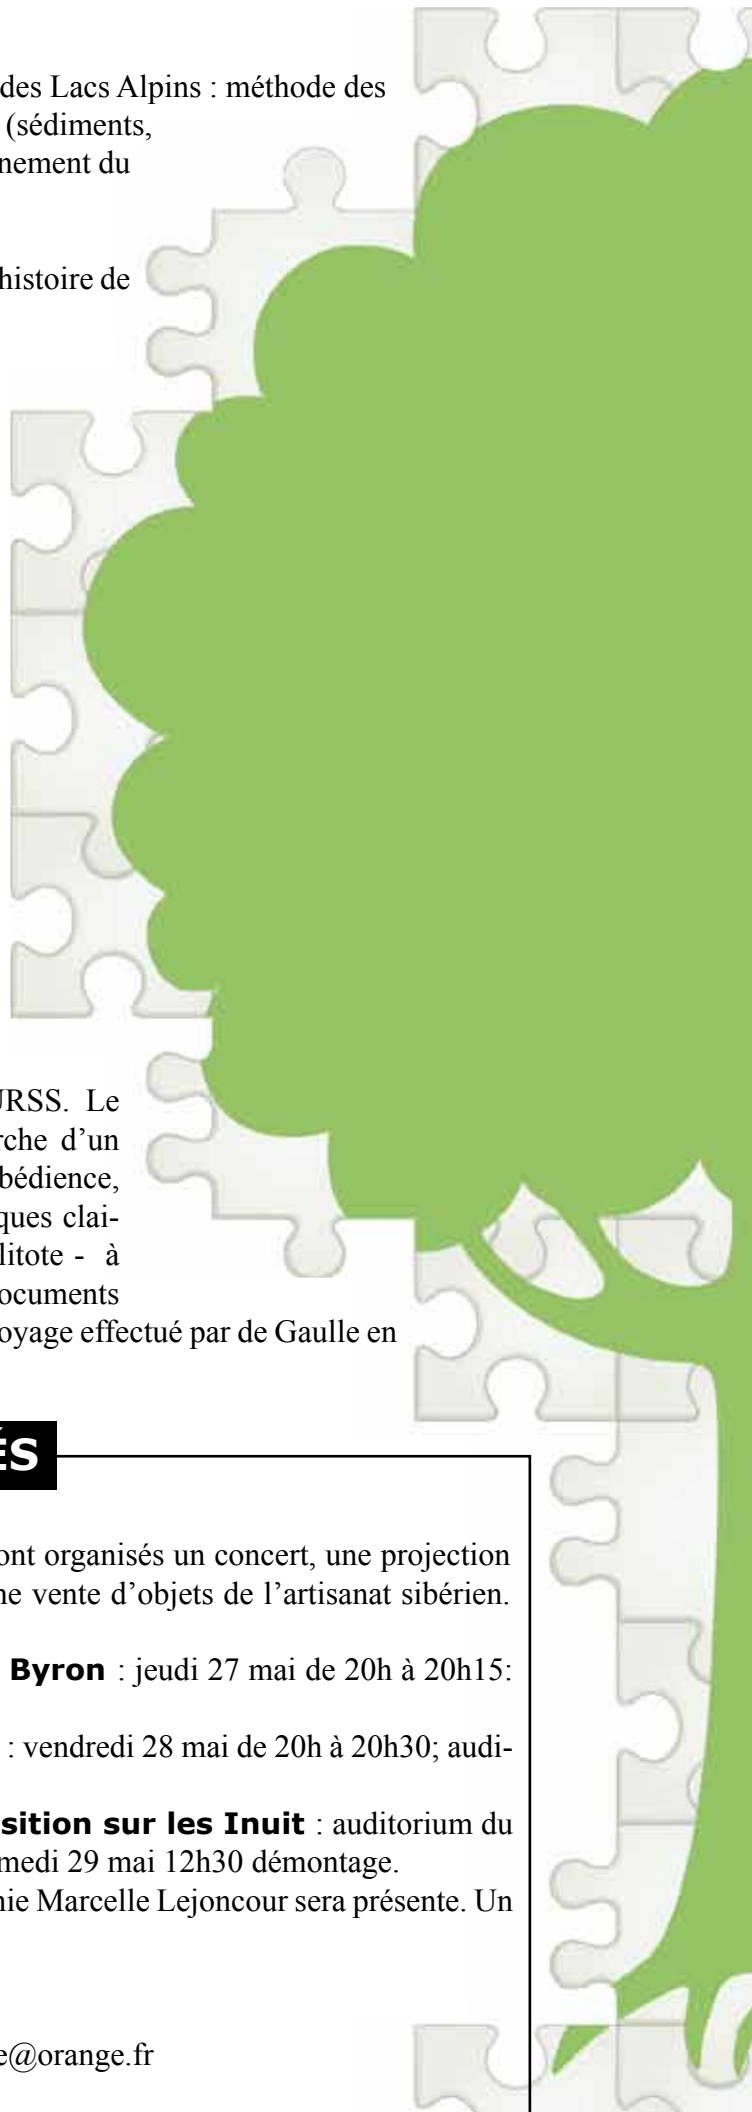 des Lacs Alpins : méthode des
(sédiments,
nement du
histoire de
URSS. Le
rche d’un
bédience,
ques clai-
litote - à
ocuments
oyage effectué par de Gaulle en
ÉS
ont organisés un concert, une projection
ne vente d’objets de l’artisanat sibérien.
Byron : jeudi 27 mai de 20h à 20h15:
: vendredi 28 mai de 20h à 20h30; audi-
sition sur les Inuit : auditorium du
medi 29 mai 12h30 démontage.
nie Marcelle Lejoncour sera présente. Un
e@orange.fr